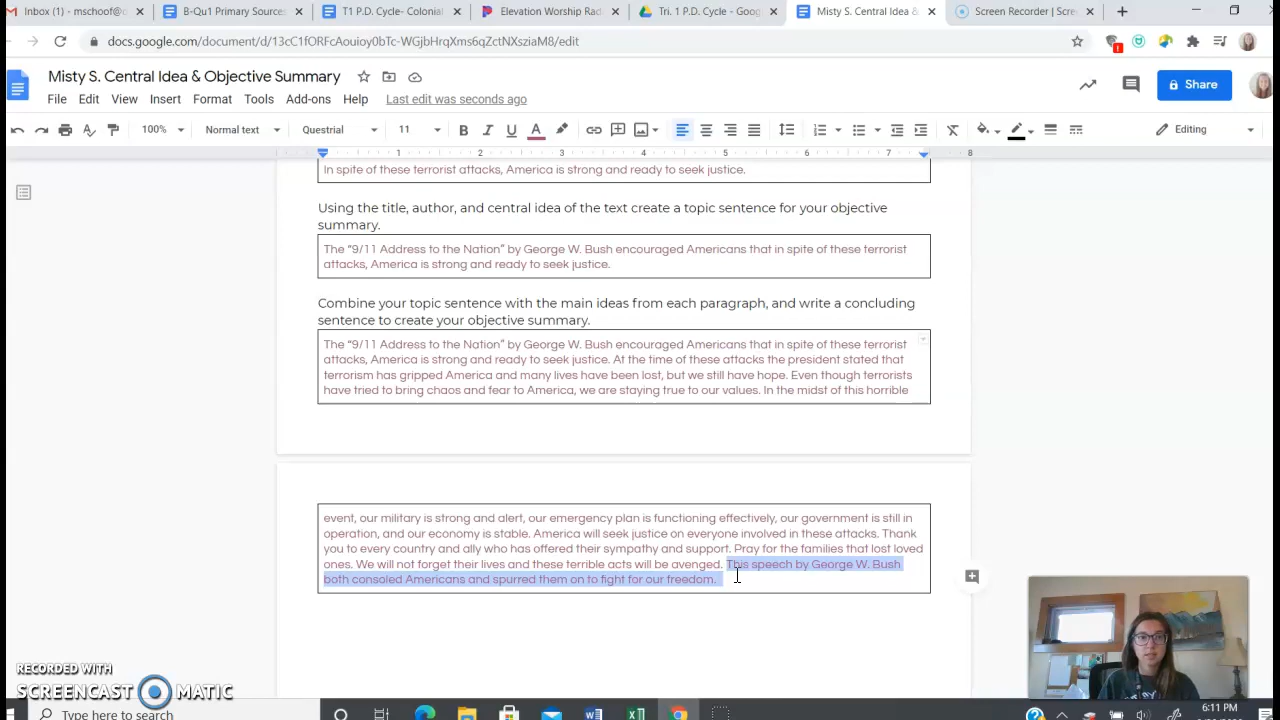 Inbox (31) - mschoof@
B-Qu1 Primary Sources
T1 P.D. Cycle- Colonial
Elevation Worship Rad
Tri. 1 P.D. Cycle - Goog
Misty S. Central Idea &
Screen Recorder | Scre
docs.google.com/document/d/13cC1fORFcAouioy0bTc-WGjbHrqXms6qZctNXsziaM8/edit
Misty S. Central Idea & Objective Summary
Share
File Edit View Insert Format Tools Add-ons Help Last edit was seconds ago
100% Normal text Questrial 11 B I U A Editing
1 2 3 4 5 6 7 8
In spite of these terrorist attacks, America is strong and ready to seek justice.
Using the title, author, and central idea of the text create a topic sentence for your objective
summary.
The "9/11 Address to the Nation" by George W. Bush encouraged Americans that in spite of these terrorist
attacks, America is strong and ready to seek justice.
Combine your topic sentence with the main ideas from each paragraph, and write a concluding
sentence to create your objective summary.
The "9/11 Address to the Nation" by George W. Bush encouraged Americans that in spite of these terrorist
attacks, America is strong and ready to seek justice. At the time of these attacks the president stated that
terrorism has gripped America and many lives have been lost, but we still have hope. Even though terrorists
have tried to bring chaos and fear to America, we are staying true to our values. In the midst of this horrible
event, our military is strong and alert, our emergency plan is functioning effectively, our government is still in
operation, and our economy is stable. America will seek justice on everyone involved in these attacks. Thank
you to every country and ally who has offered their sympathy and support. Pray for the families that lost loved
ones. We will not forget their lives and these terrible acts will be avenged. This speech by George W. Bush
both consoled Americans and spurred them on to fight for our freedom.
RECORDED WITH
SCREENCAST MATIC
Type here to search
6:11 PM